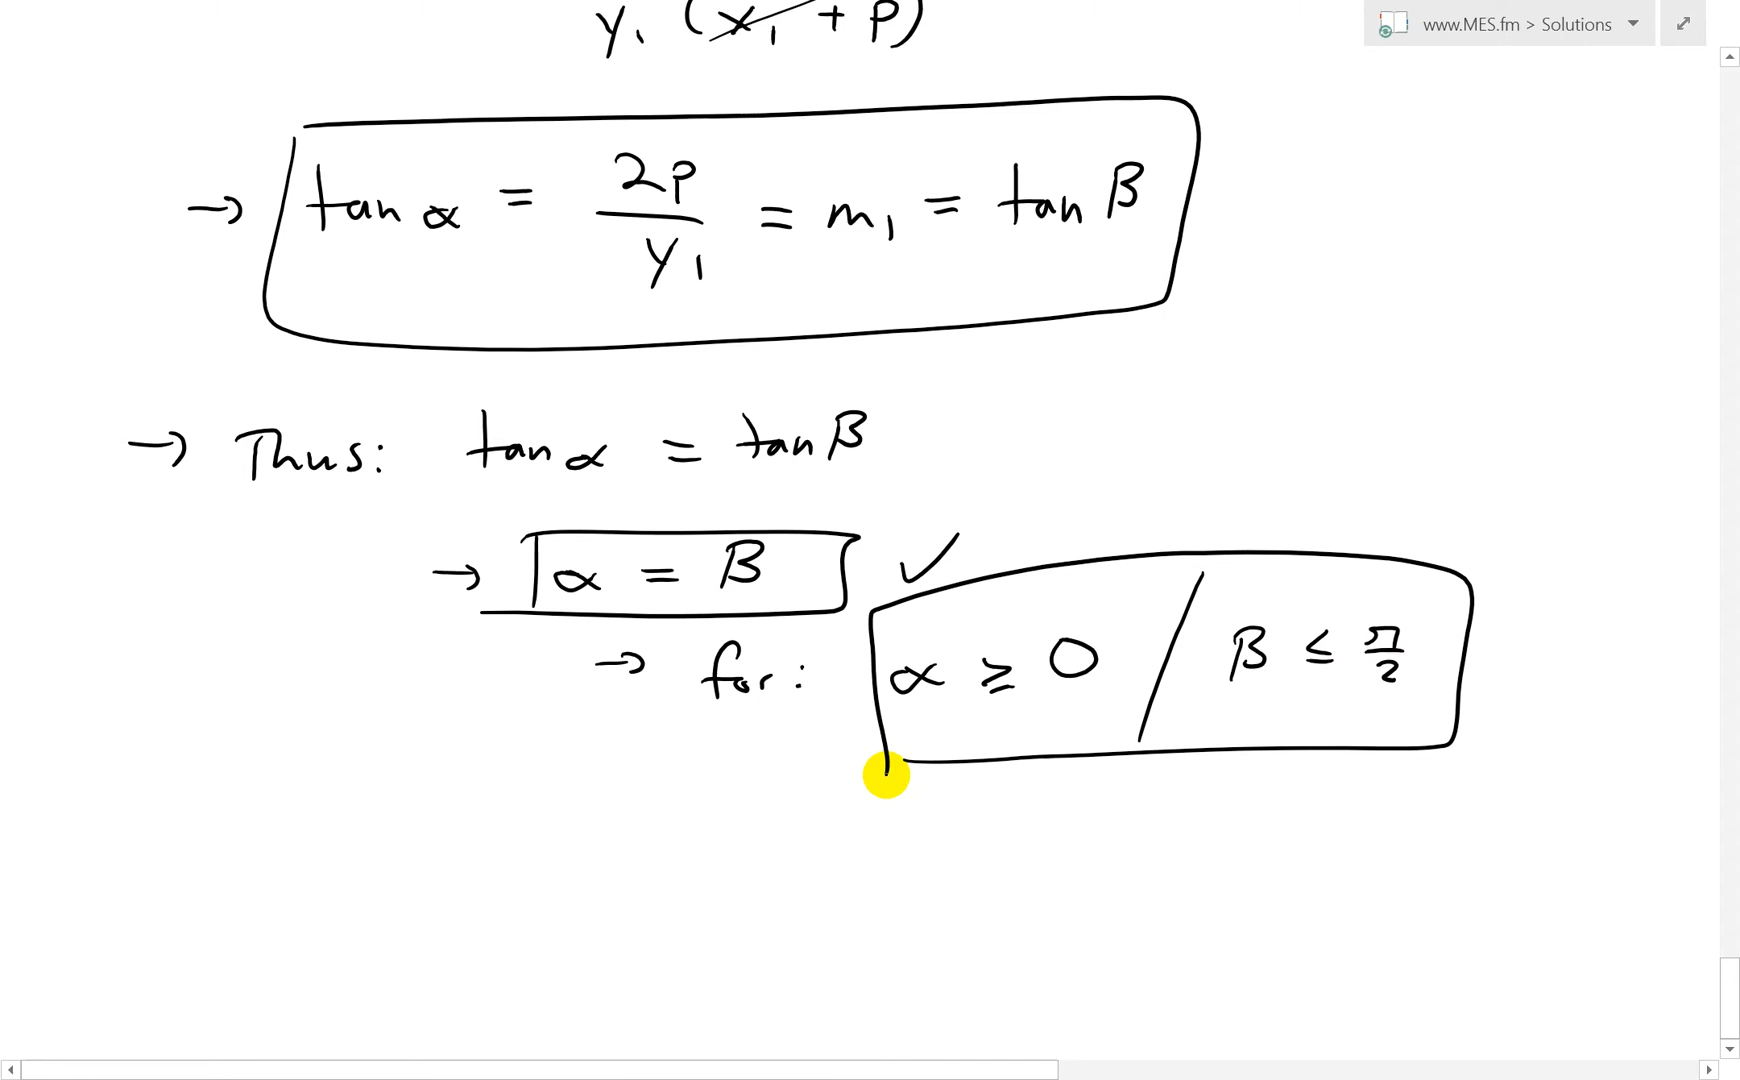 www.MES.fm > Solutions
y₁ (x₁ + p)
→ tan α = 2p/y₁ = m₁ = tan β
→ Thus: tan α = tan β
→ α = β ✓
→ for: α ≥ 0 / β ≤ π/2